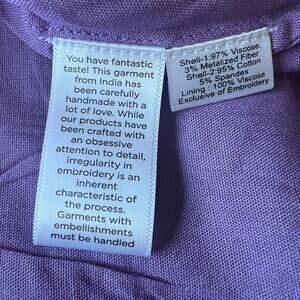 You have fantastic
taste! This garment
from India has
been carefully
handmade with a
lot of love. While
our products have
been crafted with
an obsessive
attention to detail,
irregularity in
embroidery is an
inherent
characteristic of
the process.
Garments with
embellishments
must be handled
Shell-1:97% Viscose,
3% Metalized Fiber
Shell-2:95% Cotton
5% Spandex
Lining : 100% Viscose
Exclusive of Embroidery